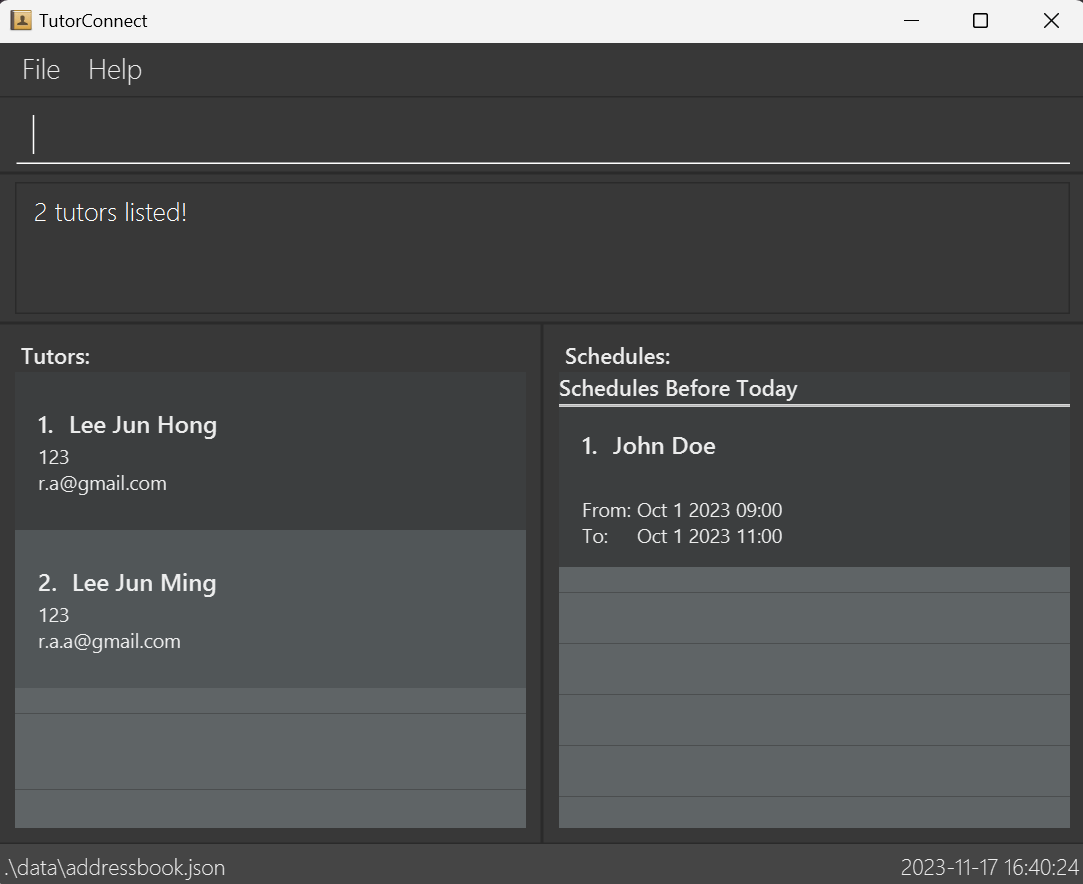 TutorConnect
File Help
2 tutors listed!
Tutors:
1. Lee Jun Hong
123
r.a@gmail.com
2. Lee Jun Ming
123
r.a.a@gmail.com
Schedules:
Schedules Before Today
1. John Doe
From: Oct 1 2023 09:00
To: Oct 1 2023 11:00
.\data\addressbook.json
2023-11-17 16:40:24